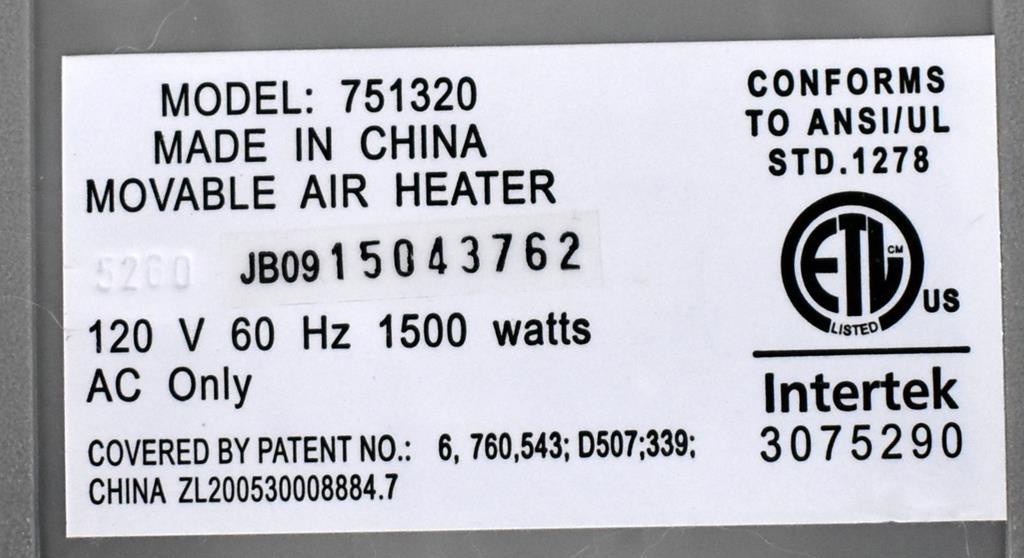 MODEL: 751320
MADE IN CHINA
MOVABLE AIR HEATER
5260
JB0915043762
120 V 60 Hz 1500 watts
AC Only
COVERED BY PATENT NO.: 6, 760,543; D507;339;
CHINA ZL200530008884.7
CONFORMS
TO ANSI/UL
STD.1278
ETL CM
LISTED
US
Intertek
3075290